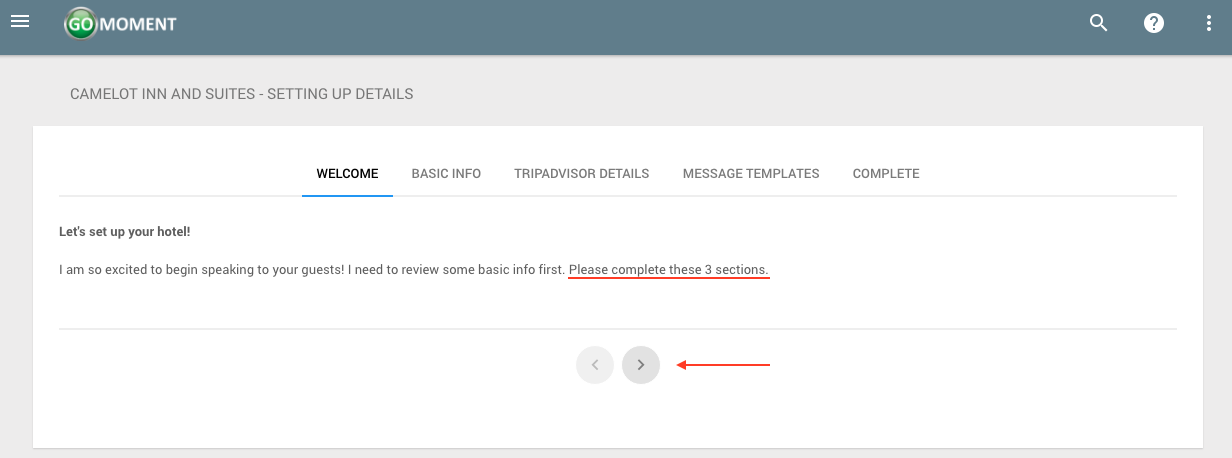 GOMOMENT
CAMELOT INN AND SUITES - SETTING UP DETAILS
WELCOME BASIC INFO TRIPADVISOR DETAILS MESSAGE TEMPLATES COMPLETE
Let's set up your hotel!
I am so excited to begin speaking to your guests! I need to review some basic info first. Please complete these 3 sections.